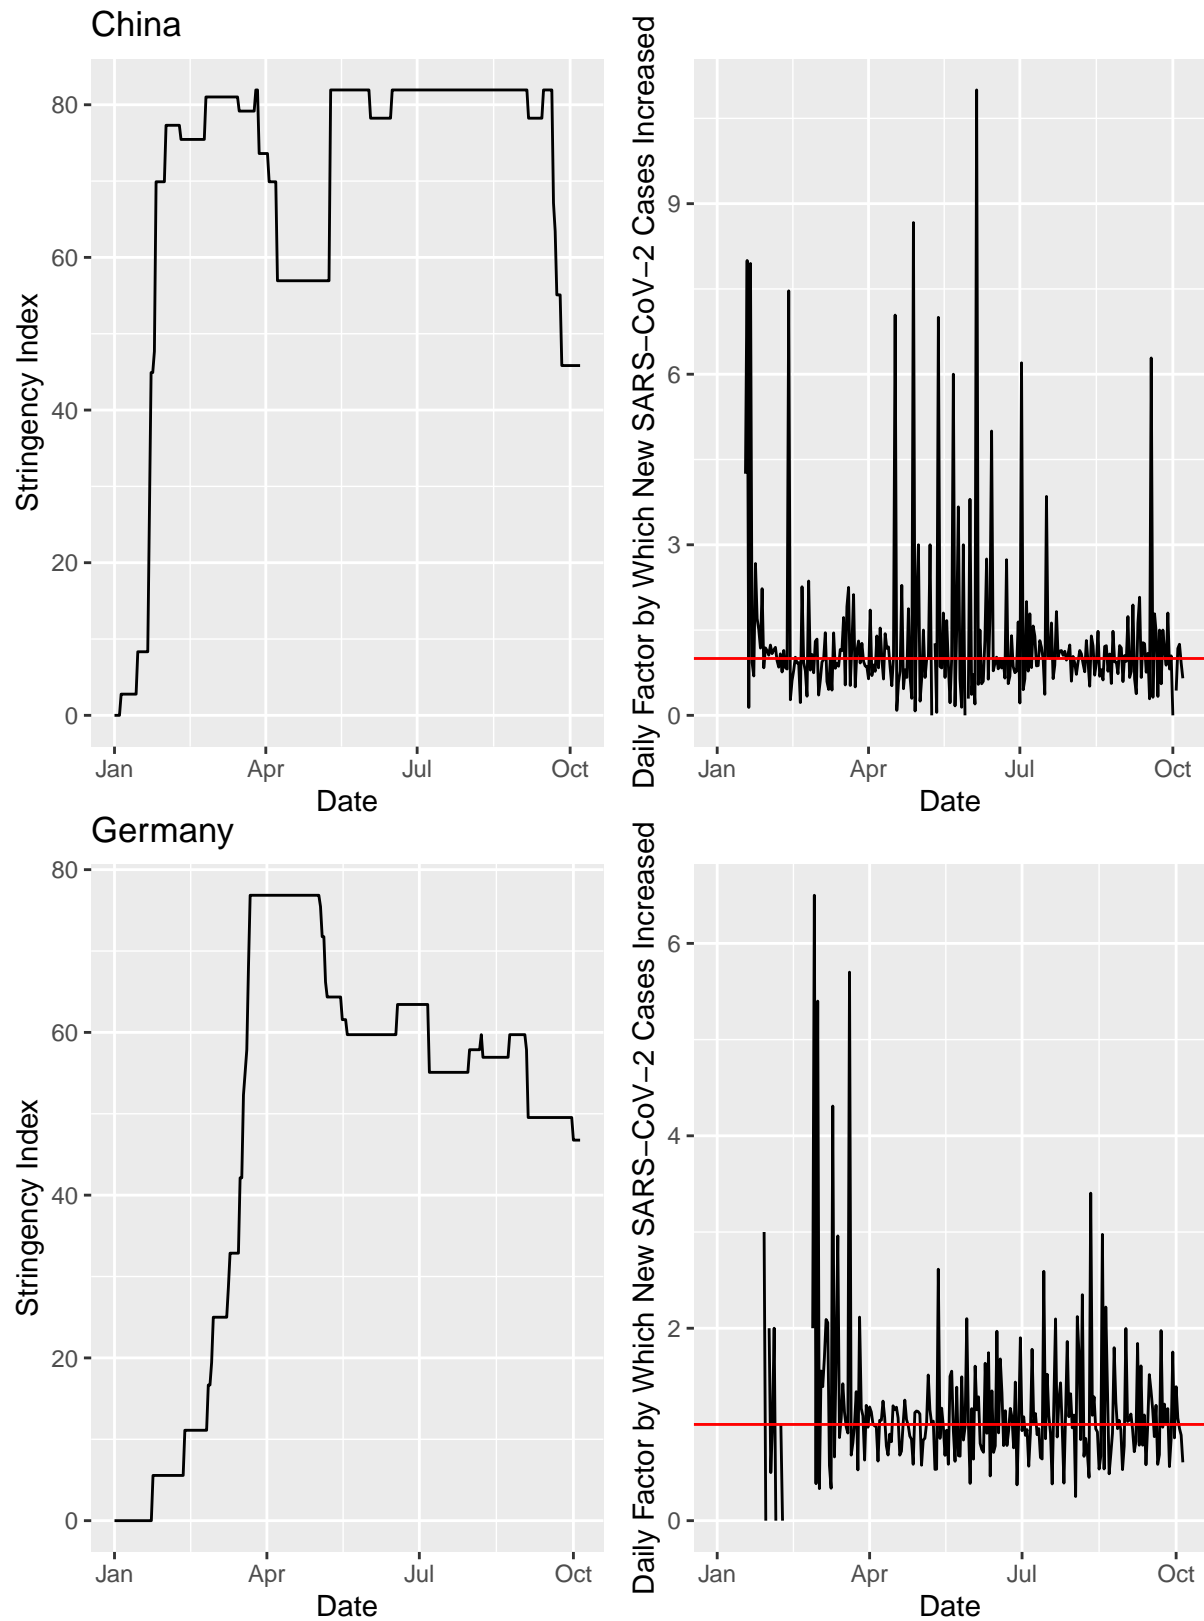 China
Stringency Index
80
60
40
20
0
Jan Apr Jul Oct
Date
Daily Factor by Which New SARS−CoV−2 Cases Increased
9
6
3
0
Jan Apr Jul Oct
Date
Germany
Stringency Index
80
60
40
20
0
Jan Apr Jul Oct
Date
Daily Factor by Which New SARS−CoV−2 Cases Increased
6
4
2
0
Jan Apr Jul Oct
Date